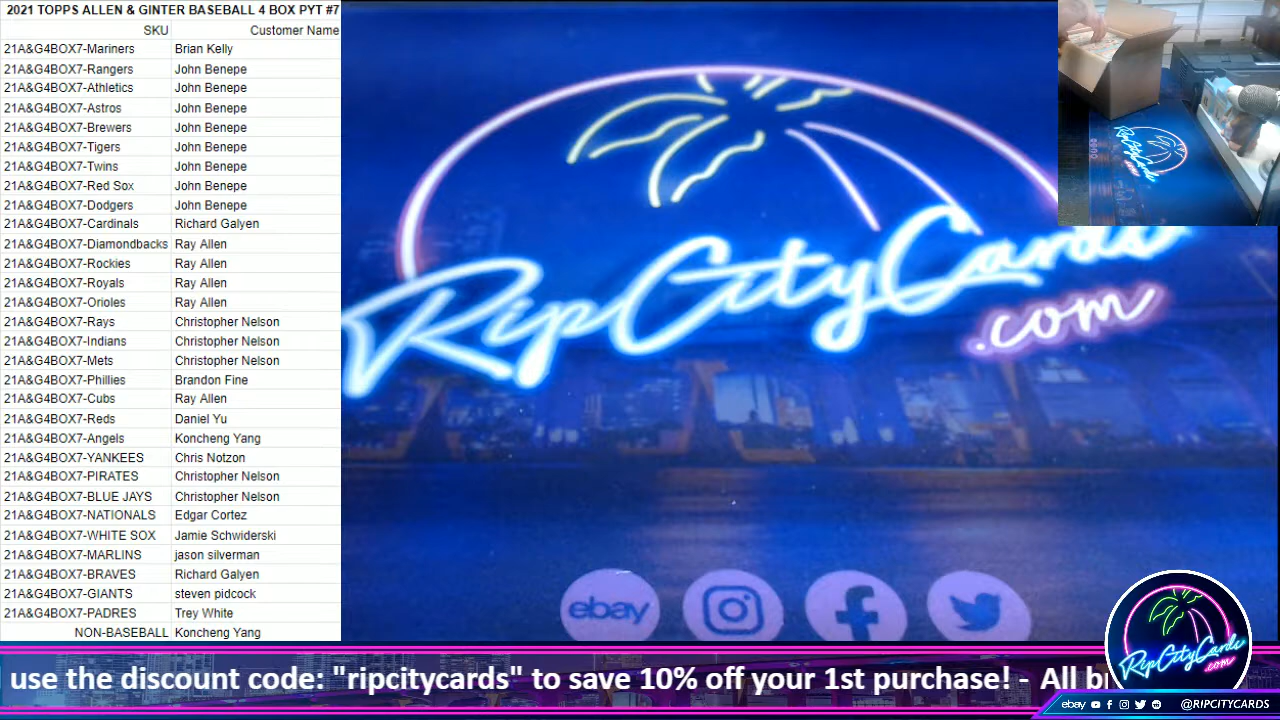 2021 TOPPS ALLEN & GINTER BASEBALL 4 BOX PYT #7
SKU Customer Name
21A&G4BOX7-Mariners Brian Kelly
21A&G4BOX7-Rangers John Benepe
21A&G4BOX7-Athletics John Benepe
21A&G4BOX7-Astros John Benepe
21A&G4BOX7-Brewers John Benepe
21A&G4BOX7-Tigers John Benepe
21A&G4BOX7-Twins John Benepe
21A&G4BOX7-Red Sox John Benepe
21A&G4BOX7-Dodgers John Benepe
21A&G4BOX7-Cardinals Richard Galyen
21A&G4BOX7-Diamondbacks Ray Allen
21A&G4BOX7-Rockies Ray Allen
21A&G4BOX7-Royals Ray Allen
21A&G4BOX7-Orioles Ray Allen
21A&G4BOX7-Rays Christopher Nelson
21A&G4BOX7-Indians Christopher Nelson
21A&G4BOX7-Mets Christopher Nelson
21A&G4BOX7-Phillies Brandon Fine
21A&G4BOX7-Cubs Ray Allen
21A&G4BOX7-Reds Daniel Yu
21A&G4BOX7-Angels Koncheng Yang
21A&G4BOX7-YANKEES Chris Notzon
21A&G4BOX7-PIRATES Christopher Nelson
21A&G4BOX7-BLUE JAYS Christopher Nelson
21A&G4BOX7-NATIONALS Edgar Cortez
21A&G4BOX7-WHITE SOX Jamie Schwiderski
21A&G4BOX7-MARLINS jason silverman
21A&G4BOX7-BRAVES Richard Galyen
21A&G4BOX7-GIANTS steven pidcock
21A&G4BOX7-PADRES Trey White
NON-BASEBALL Koncheng Yang
RipCityCards
.com
ebay
use the discount code: "ripcitycards" to save 10% off your 1st purchase! - All
RipCityCards
.com
ebay @RIPCITYCARDS